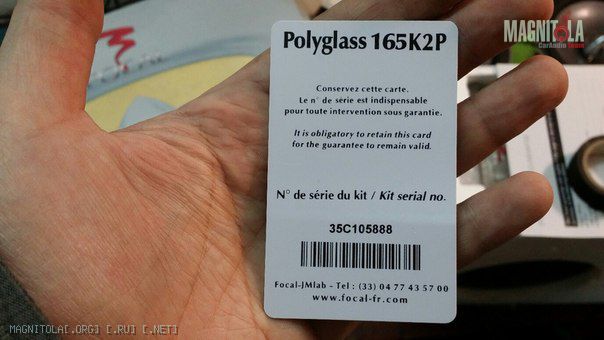 MAGNITOLA
CarAudio Team
Polyglass 165K2P
Conservez cette carte.
Le n° de série est indispensable
pour toute intervention sous garantie.
It is obligatory to retain this card
for the guarantee to remain valid.
N° de série du kit / Kit serial no.
35C105888
Focal-JMlab - Tel : (33) 04 77 43 57 00
www.focal-fr.com
MAGNITOLA[.ORG] [.RU] [.NET]